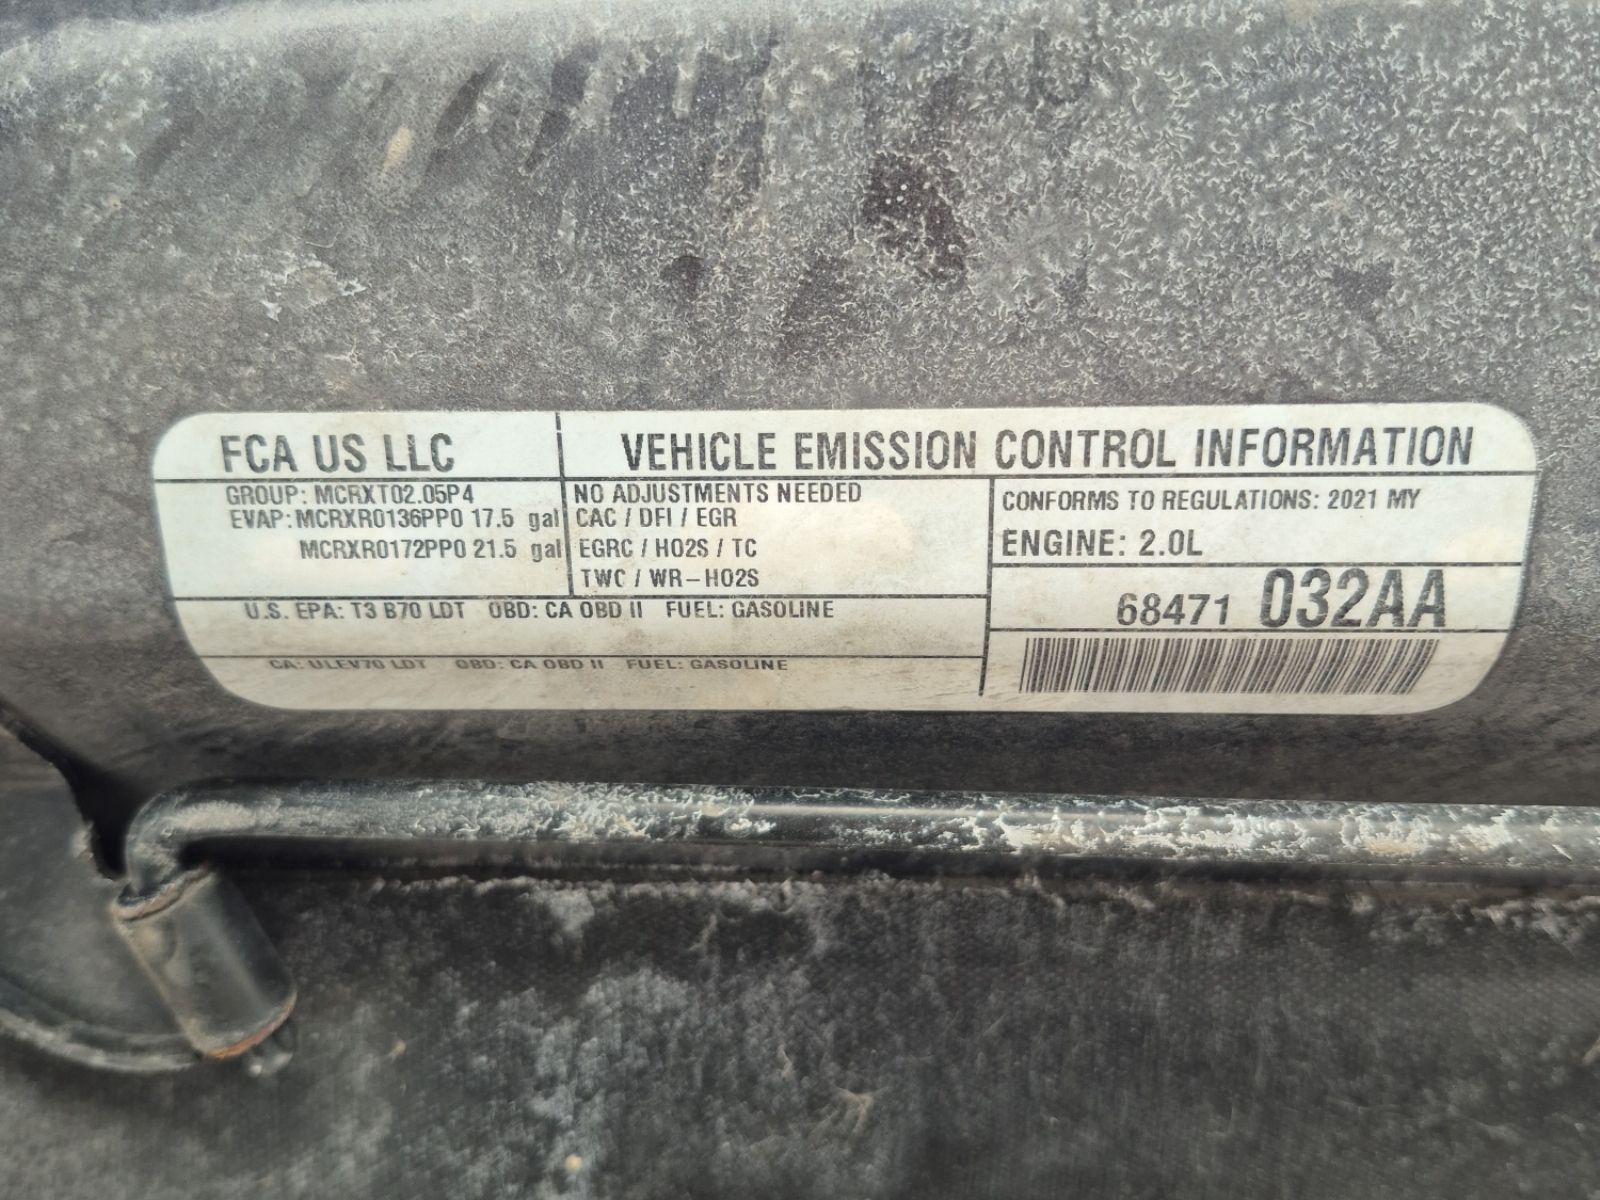 FCA US LLC
VEHICLE EMISSION CONTROL INFORMATION
GROUP: MCRXT02.05P4
EVAP: MCRXR0136PP0 17.5 gal
MCRXR0172PP0 21.5 gal
NO ADJUSTMENTS NEEDED
CAC / DFI / EGR
EGRC / HO2S / TC
TWC / WR-HO2S
CONFORMS TO REGULATIONS: 2021 MY
ENGINE: 2.0L
68471 032AA
U.S. EPA: T3 B70 LDT OBD: CA OBD II FUEL: GASOLINE
CA: ULEV70 LDT OBD: CA OBD II FUEL: GASOLINE